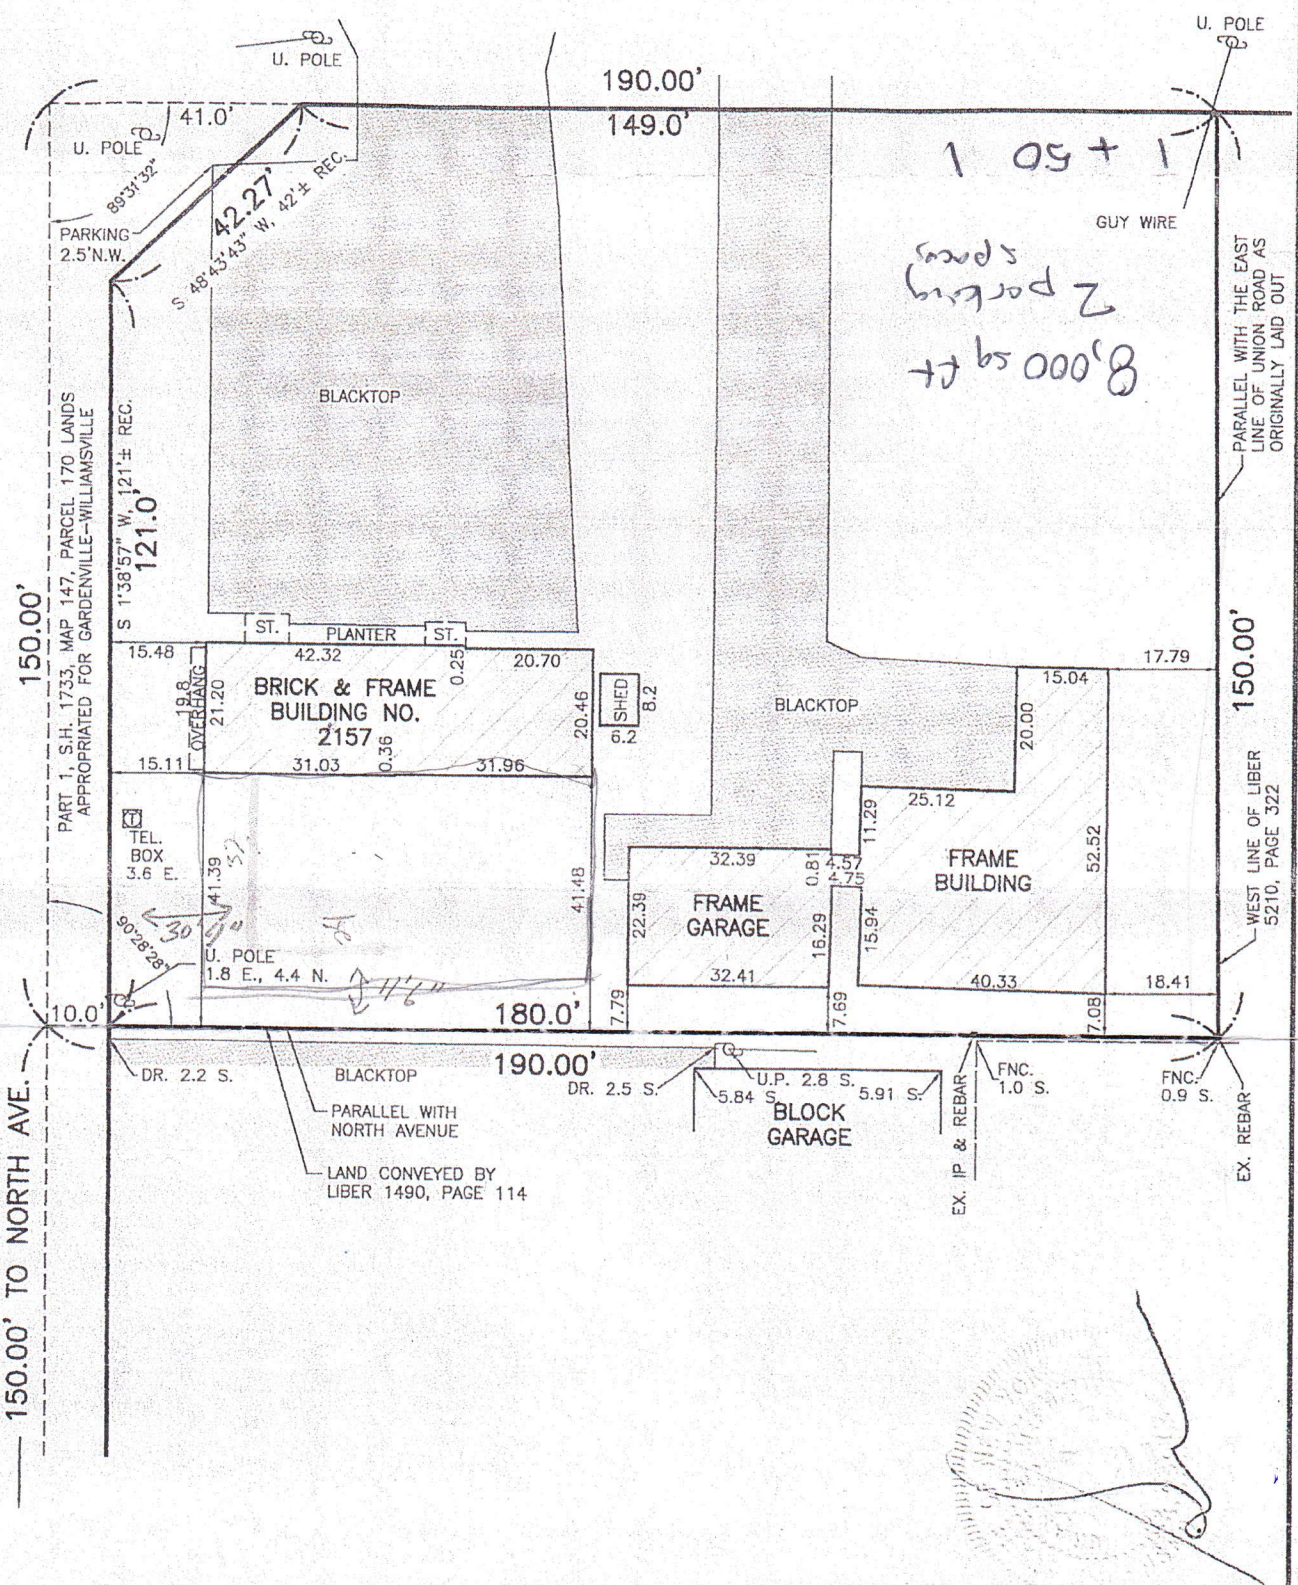 U. POLE
U. POLE
190.00'
149.0'
41.0'
U. POLE
89°31'32"
PARKING
2.5'N.W.
42.27'
S 48°43'43" W, 42'± REC.
1 + 50 1
GUY WIRE
2 parking
spaces
8,000 sq ft
PARALLEL WITH THE EAST
LINE OF UNION ROAD AS
ORIGINALLY LAID OUT
BLACKTOP
PART 1, S.H. 1733, MAP 147, PARCEL 170 LANDS
APPROPRIATED FOR GARDENVILLE-WILLIAMSVILLE
S 1°38'57" W, 121'± REC.
121.0'
150.00'
150.00'
ST.
PLANTER
ST.
15.48
42.32
0.25
20.70
17.79
15.04
19.8
OVERHANG
21.20
BRICK & FRAME
BUILDING NO.
2157
20.46
SHED
8.2
6.2
BLACKTOP
20.00
15.11
31.03
0.36
31.96
25.12
11.29
WEST LINE OF LIBER
5210, PAGE 322
T
TEL.
BOX
3.6 E.
41.39
41.48
32.39
0.81
4.57
4.75
FRAME
BUILDING
52.52
FRAME
GARAGE
22.39
16.29
15.94
90°28'28"
U. POLE
1.8 E., 4.4 N.
32.41
40.33
18.41
10.0'
180.0'
7.79
7.69
7.08
190.00'
DR. 2.2 S.
BLACKTOP
DR. 2.5 S.
U.P. 2.8 S.
5.84 S.
5.91 S.
FNC.
1.0 S.
FNC.
0.9 S.
BLOCK
GARAGE
EX. IP & REBAR
EX. REBAR
PARALLEL WITH
NORTH AVENUE
LAND CONVEYED BY
LIBER 1490, PAGE 114
150.00' TO NORTH AVE.